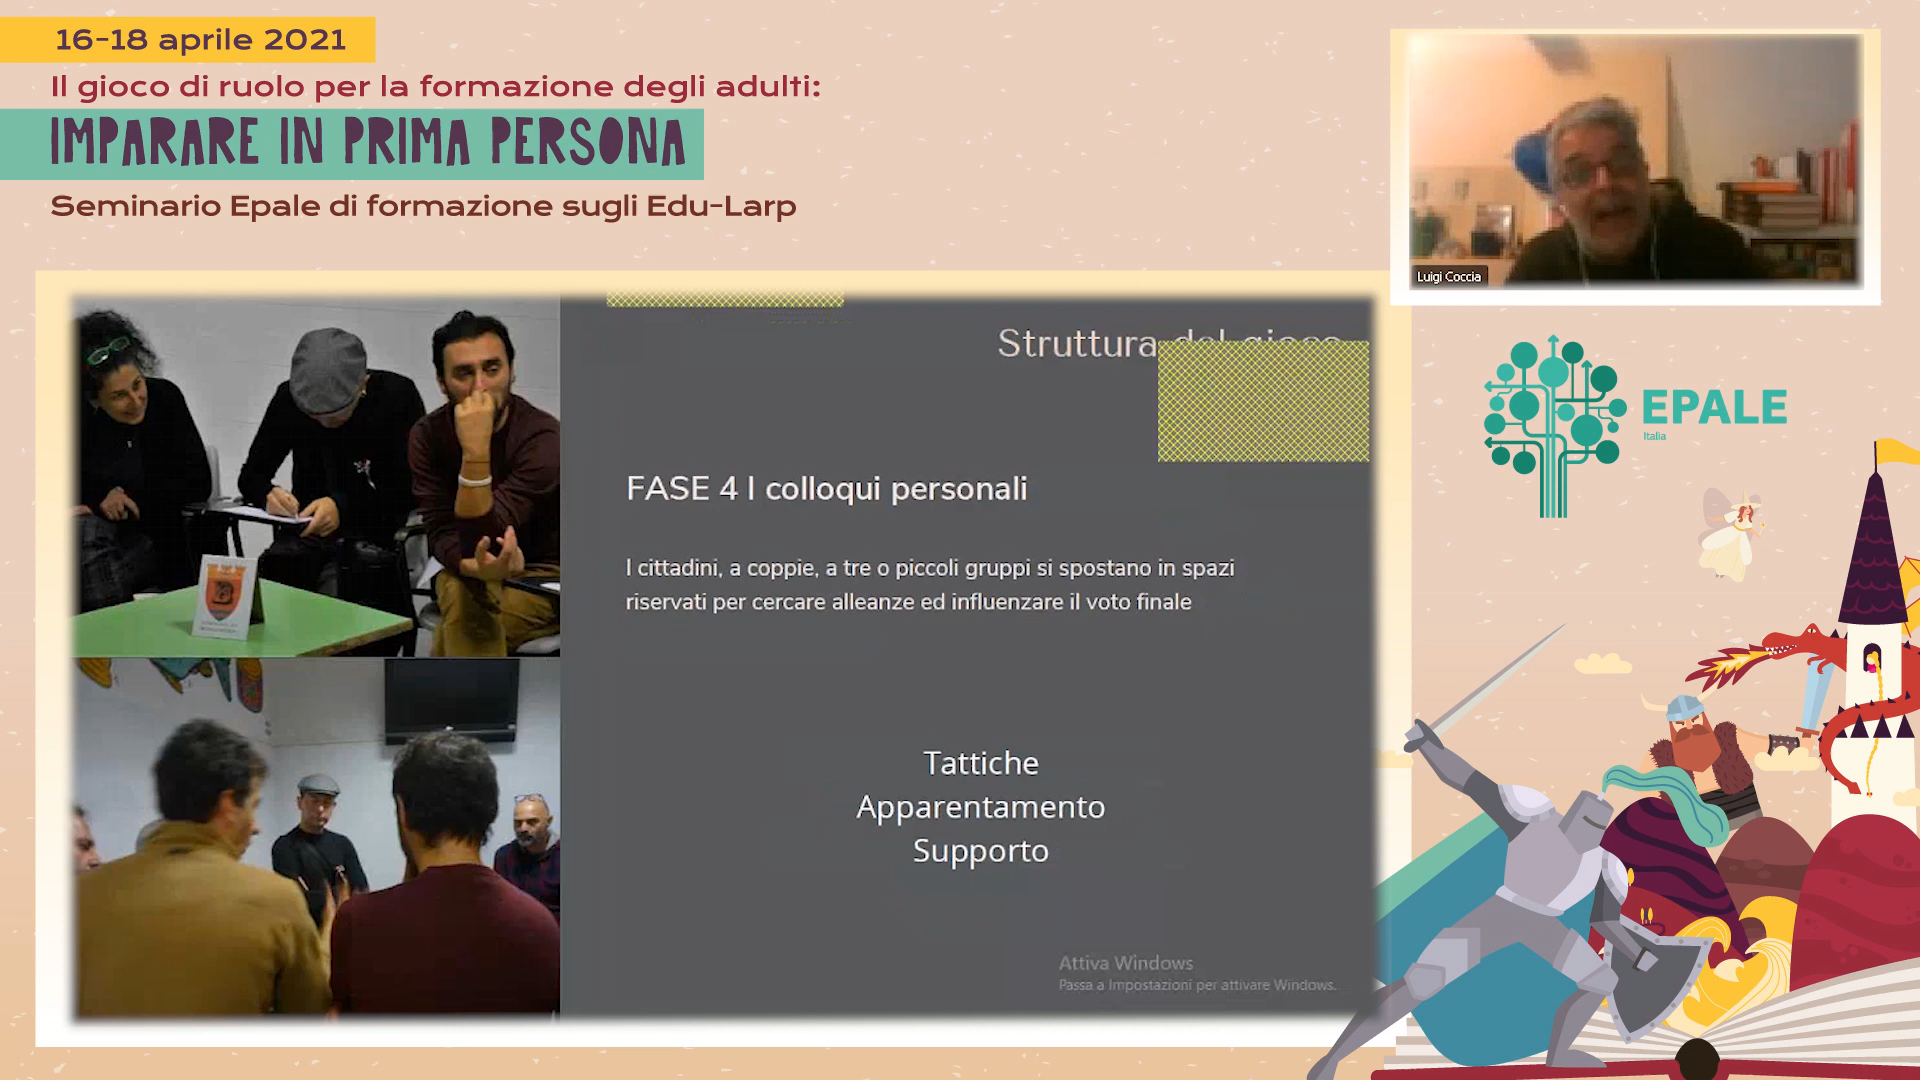 16-18 aprile 2021
Il gioco di ruolo per la formazione degli adulti:
IMPARARE IN PRIMA PERSONA
Seminario Epale di formazione sugli Edu-Larp
Luigi Coccia
EPALE
Italia
Struttura del gioco
FASE 4 I colloqui personali
I cittadini, a coppie, a tre o piccoli gruppi si spostano in spazi
riservati per cercare alleanze ed influenzare il voto finale
Tattiche
Apparentamento
Supporto
Attiva Windows
Passa a Impostazioni per attivare Windows.